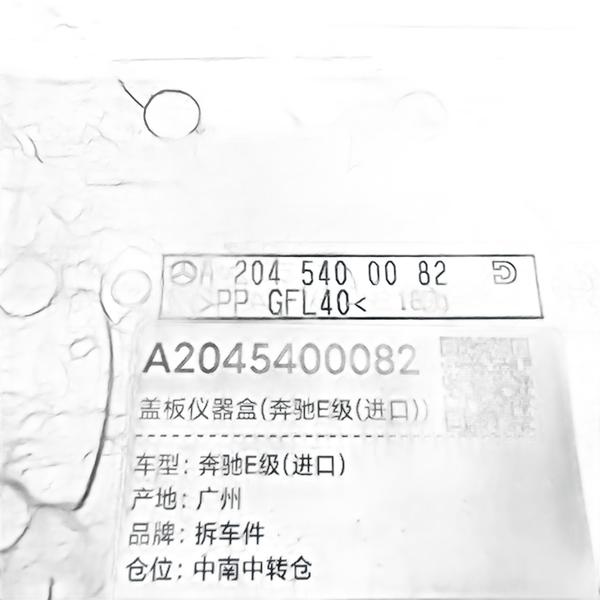 A 204 540 00 82
>PP GFL40<
A2045400082
盖板仪器盒(奔驰E级(进口))
车型: 奔驰E级(进口)
产地: 广州
品牌: 拆车件
仓位: 中南中转仓